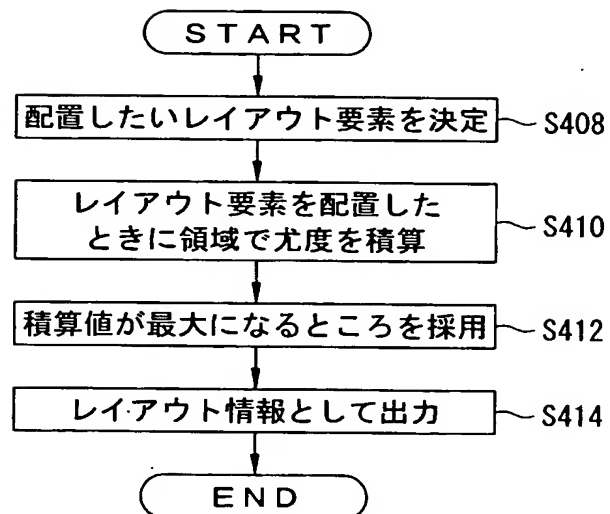 START
配置したいレイアウト要素を決定
S408
レイアウト要素を配置した
ときに領域で尤度を積算
S410
積算値が最大になるところを採用
S412
レイアウト情報として出力
S414
END